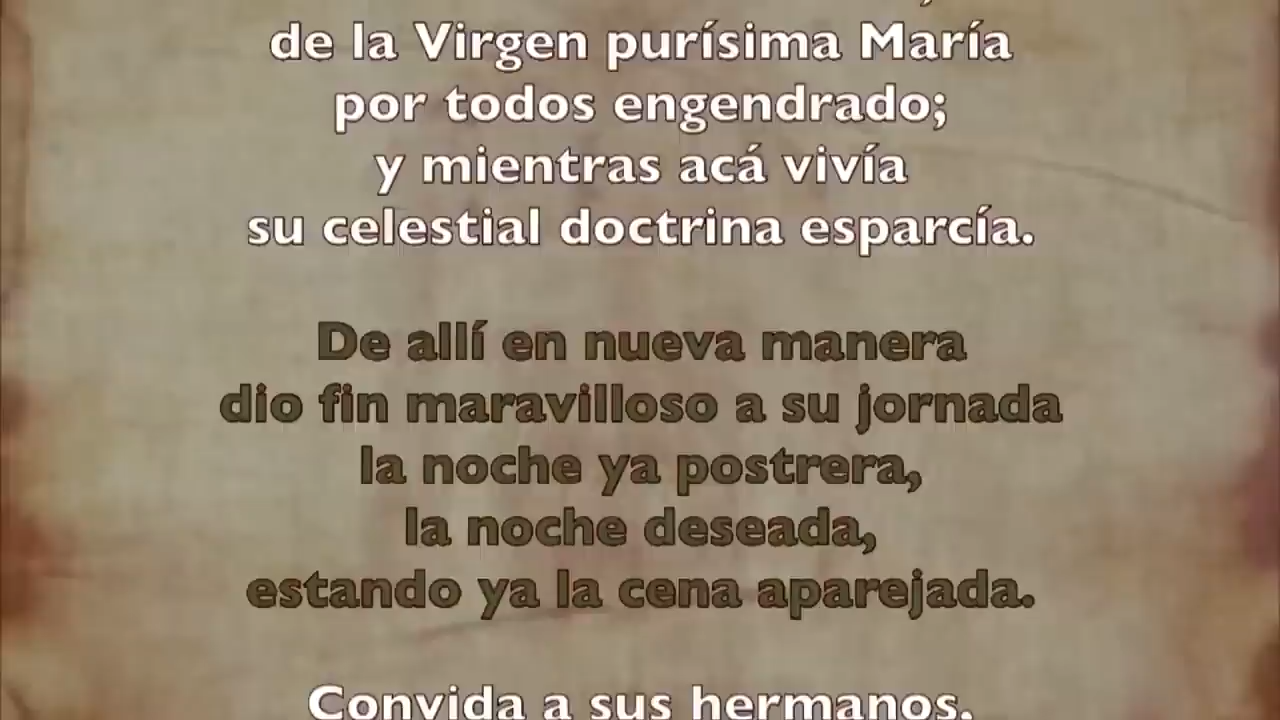 de la Virgen purísima María
por todos engendrado;
y mientras acá vivía
su celestial doctrina esparcía.
De allí en nueva manera
dio fin maravilloso a su jornada
la noche ya postrera,
la noche deseada,
estando ya la cena aparejada.
Convida a sus hermanos,